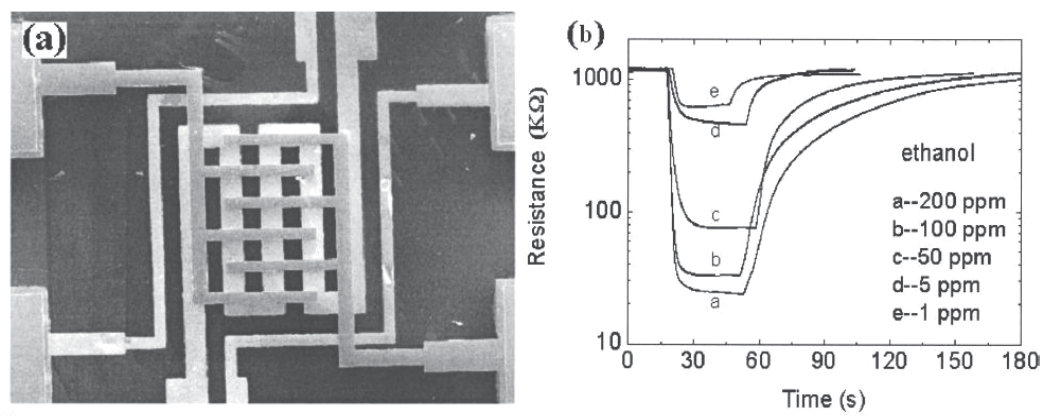 (a)
(b)
Resistance (KΩ)
1000
100
10
e
d
c
b
a
ethanol
a--200 ppm
b--100 ppm
c--50 ppm
d--5 ppm
e--1 ppm
0 30 60 90 120 150 180
Time (s)